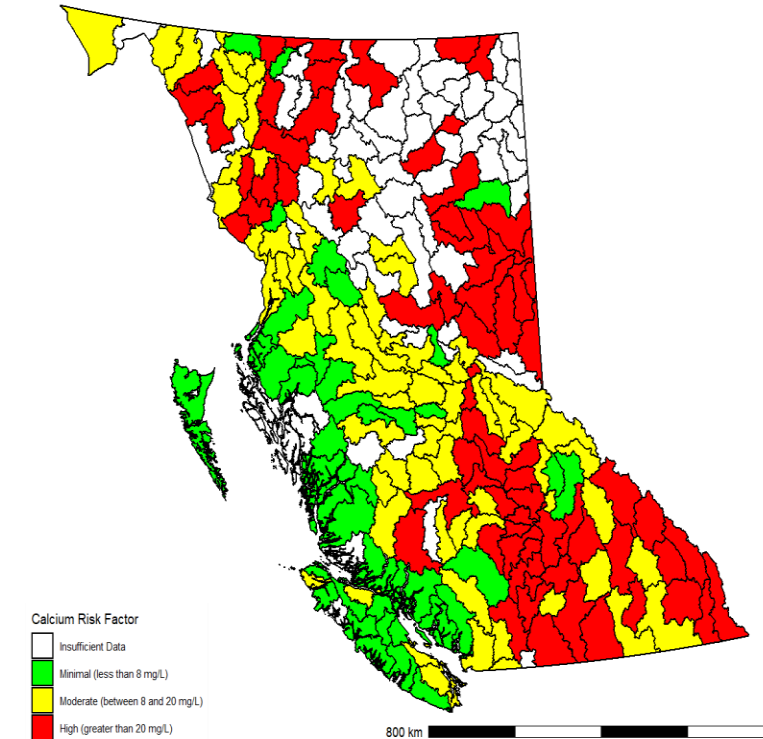 Calcium Risk Factor
Insufficient Data
Minimal (less than 8 mg/L)
Moderate (between 8 and 20 mg/L)
High (greater than 20 mg/L)
800 km